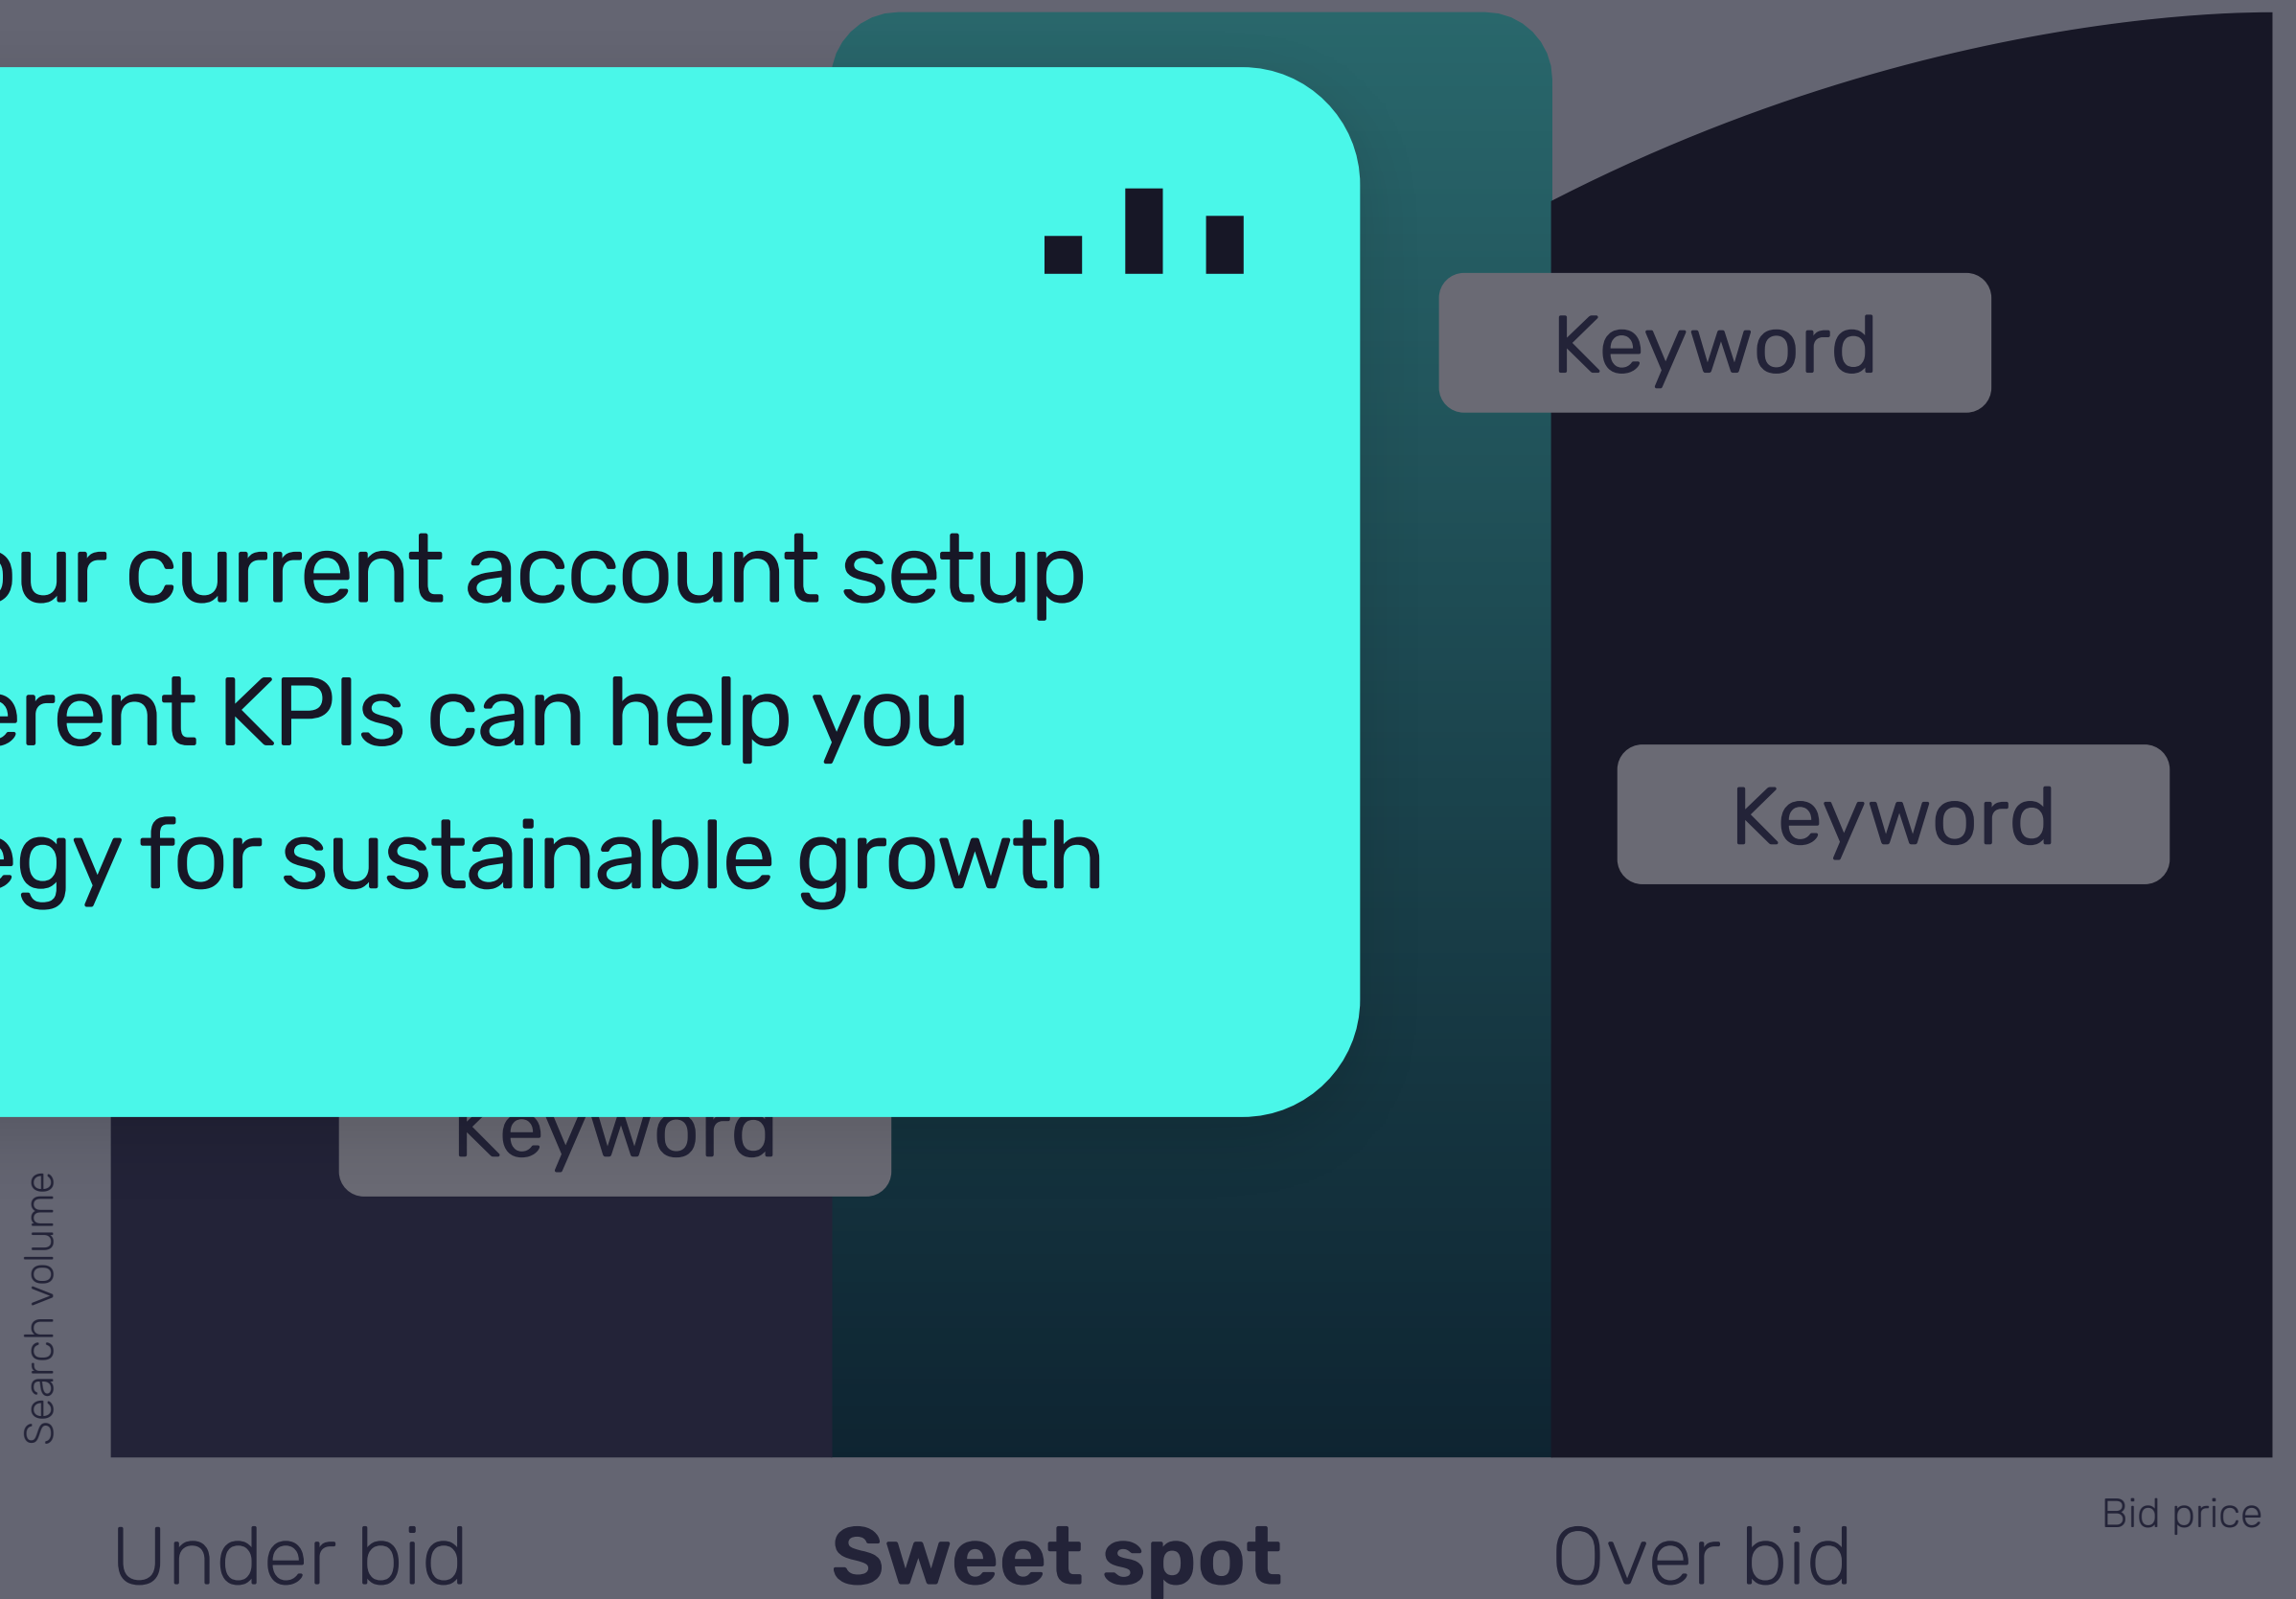 Keyword
our current account setup
erent KPIs can help you
egy for sustainable growth
Keyword
Keyword
Search volume
Bid price
Under bid
Sweet spot
Over bid